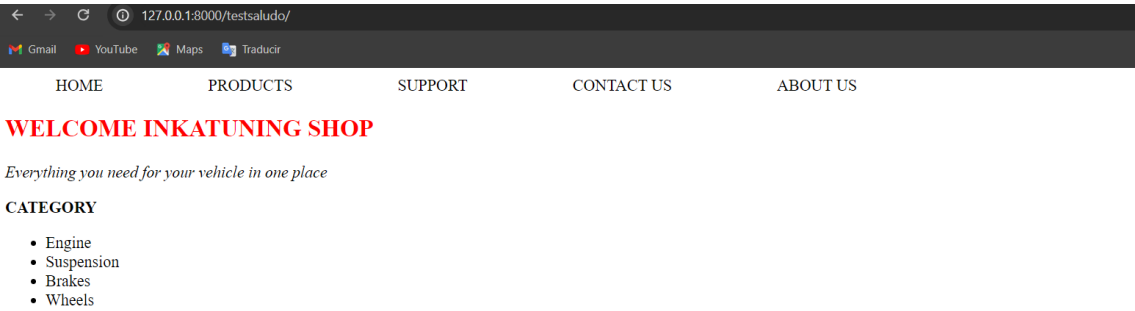 127.0.0.1:8000/testsaludo/
Gmail YouTube Maps Traducir
HOME PRODUCTS SUPPORT CONTACT US ABOUT US
WELCOME INKATUNING SHOP
Everything you need for your vehicle in one place
CATEGORY
Engine
Suspension
Brakes
Wheels